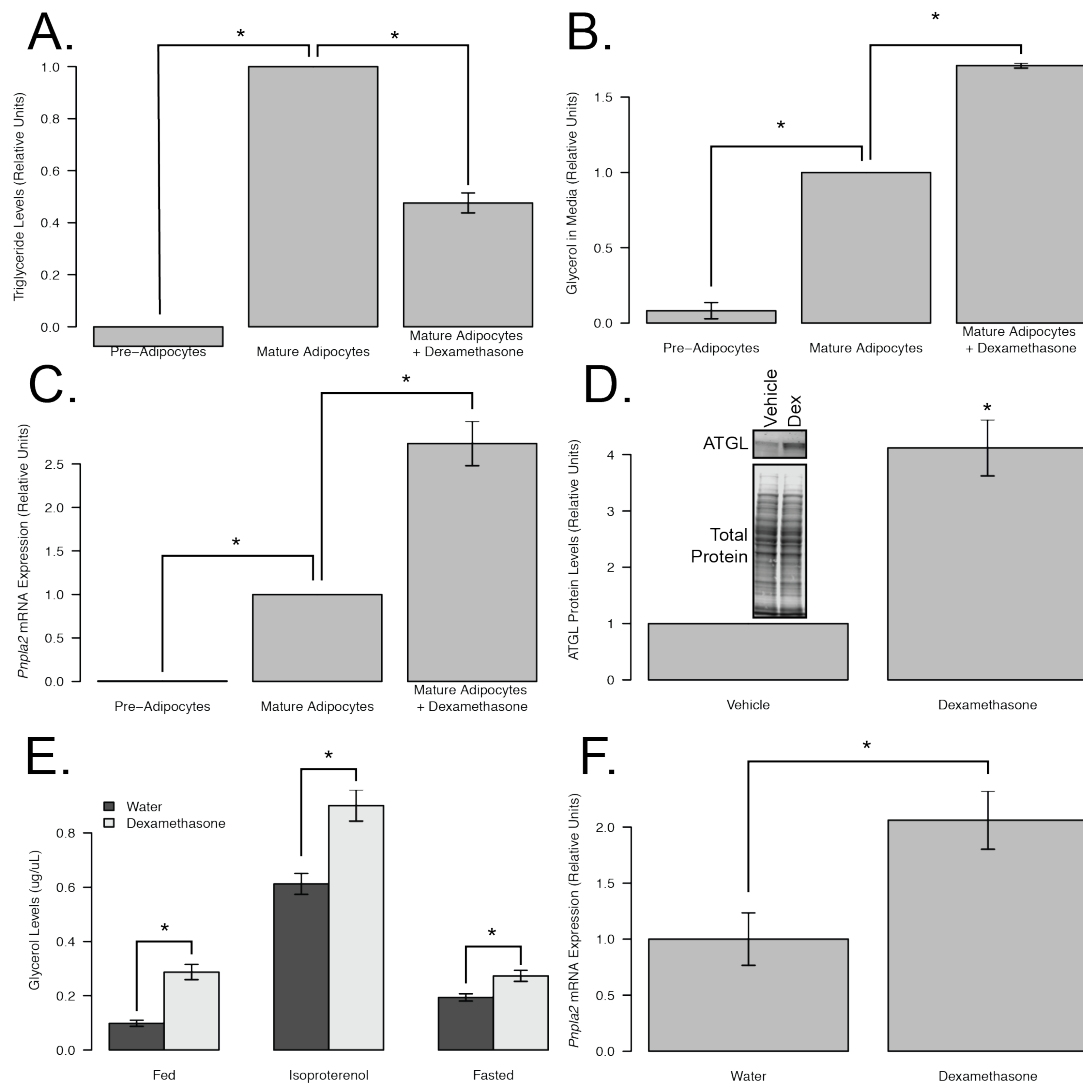 A.
*
*
Triglyceride Levels (Relative Units)
1.0
0.8
0.6
0.4
0.2
0.0
Pre−Adipocytes
Mature Adipocytes
Mature Adipocytes
+ Dexamethasone
B.
*
*
Glycerol in Media (Relative Units)
1.5
1.0
0.5
0.0
Pre−Adipocytes
Mature Adipocytes
Mature Adipocytes
+ Dexamethasone
C.
*
*
Pnpla2 mRNA Expression (Relative Units)
2.5
2.0
1.5
1.0
0.5
0.0
Pre−Adipocytes
Mature Adipocytes
Mature Adipocytes
+ Dexamethasone
D.
Vehicle
Dex
ATGL
Total
Protein
*
ATGL Protein Levels (Relative Units)
4
3
2
1
0
Vehicle
Dexamethasone
E.
Water
Dexamethasone
*
*
*
Glycerol Levels (ug/uL)
0.8
0.6
0.4
0.2
0.0
Fed
Isoproterenol
Fasted
F.
*
Pnpla2 mRNA Expression (Relative Units)
2.0
1.5
1.0
0.5
0.0
Water
Dexamethasone